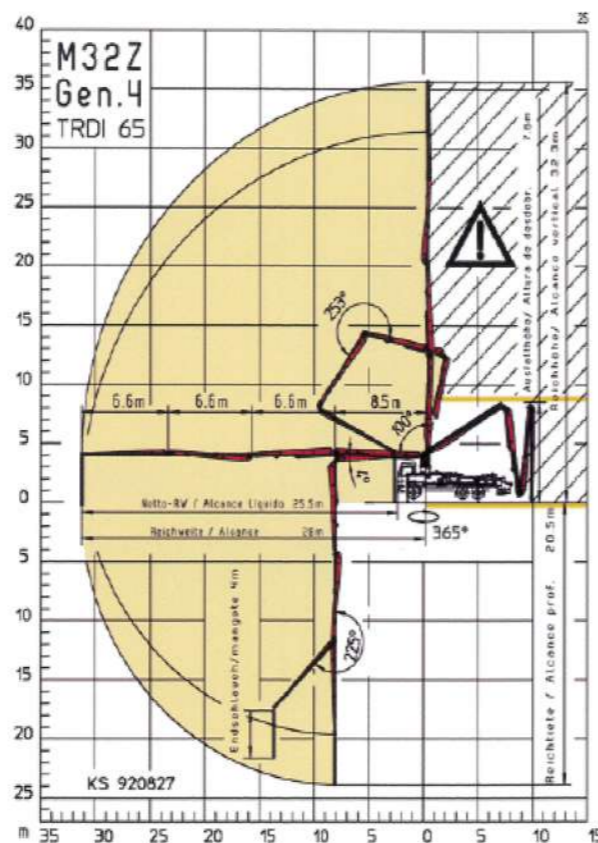 25
M32Z
Gen.4
TRDI 65
40
35
30
25
20
15
10
5
0
5
10
15
20
25
m
35
30
25
20
15
10
5
0
5
10
15
253°
6.6m
6.6m
6.6m
8.5m
100°
Netto-RW / Alcance Líquido 25.5m
Reichweite / Alcance 28m
365°
225°
Endschlauch/mangote 4m
KS 920827
Ausfalthöhe/ Altura de desdobr. 7.6m
Reichhöhe/ Alcance vertical 32.3m
Reichtiefe / Alcance prof. 20.5m